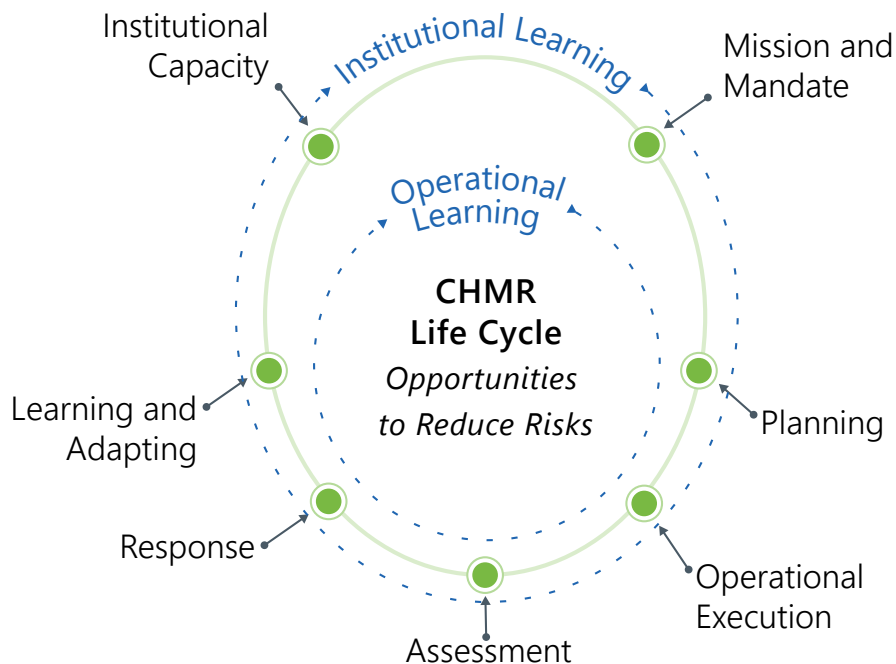 Institutional
Capacity
Institutional Learning
Mission and
Mandate
Operational
Learning
CHMR
Life Cycle
Opportunities
to Reduce Risks
Learning and
Adapting
Planning
Response
Operational
Execution
Assessment